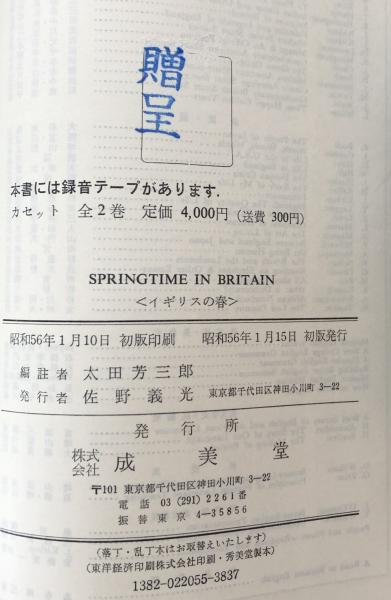 贈呈
本書には録音テープがあります.
カセット 全2巻 定価 4,000円 (送費 300円)
SPRINGTIME IN BRITAIN
<イギリスの春>
昭和56年1月10日 初版印刷 昭和56年1月15日 初版発行
編註者 太田芳三郎
発行者 佐野義光 東京都千代田区神田小川町 3―22
発行所
株式会社 成美堂
〒101 東京都千代田区神田小川町 3―22
電話 03 (291) 2261番
振替東京 4―35856
(落丁・乱丁本はお取替えいたします)
(東洋経済印刷株式会社印刷・秀美堂製本)
1382-022055-3837